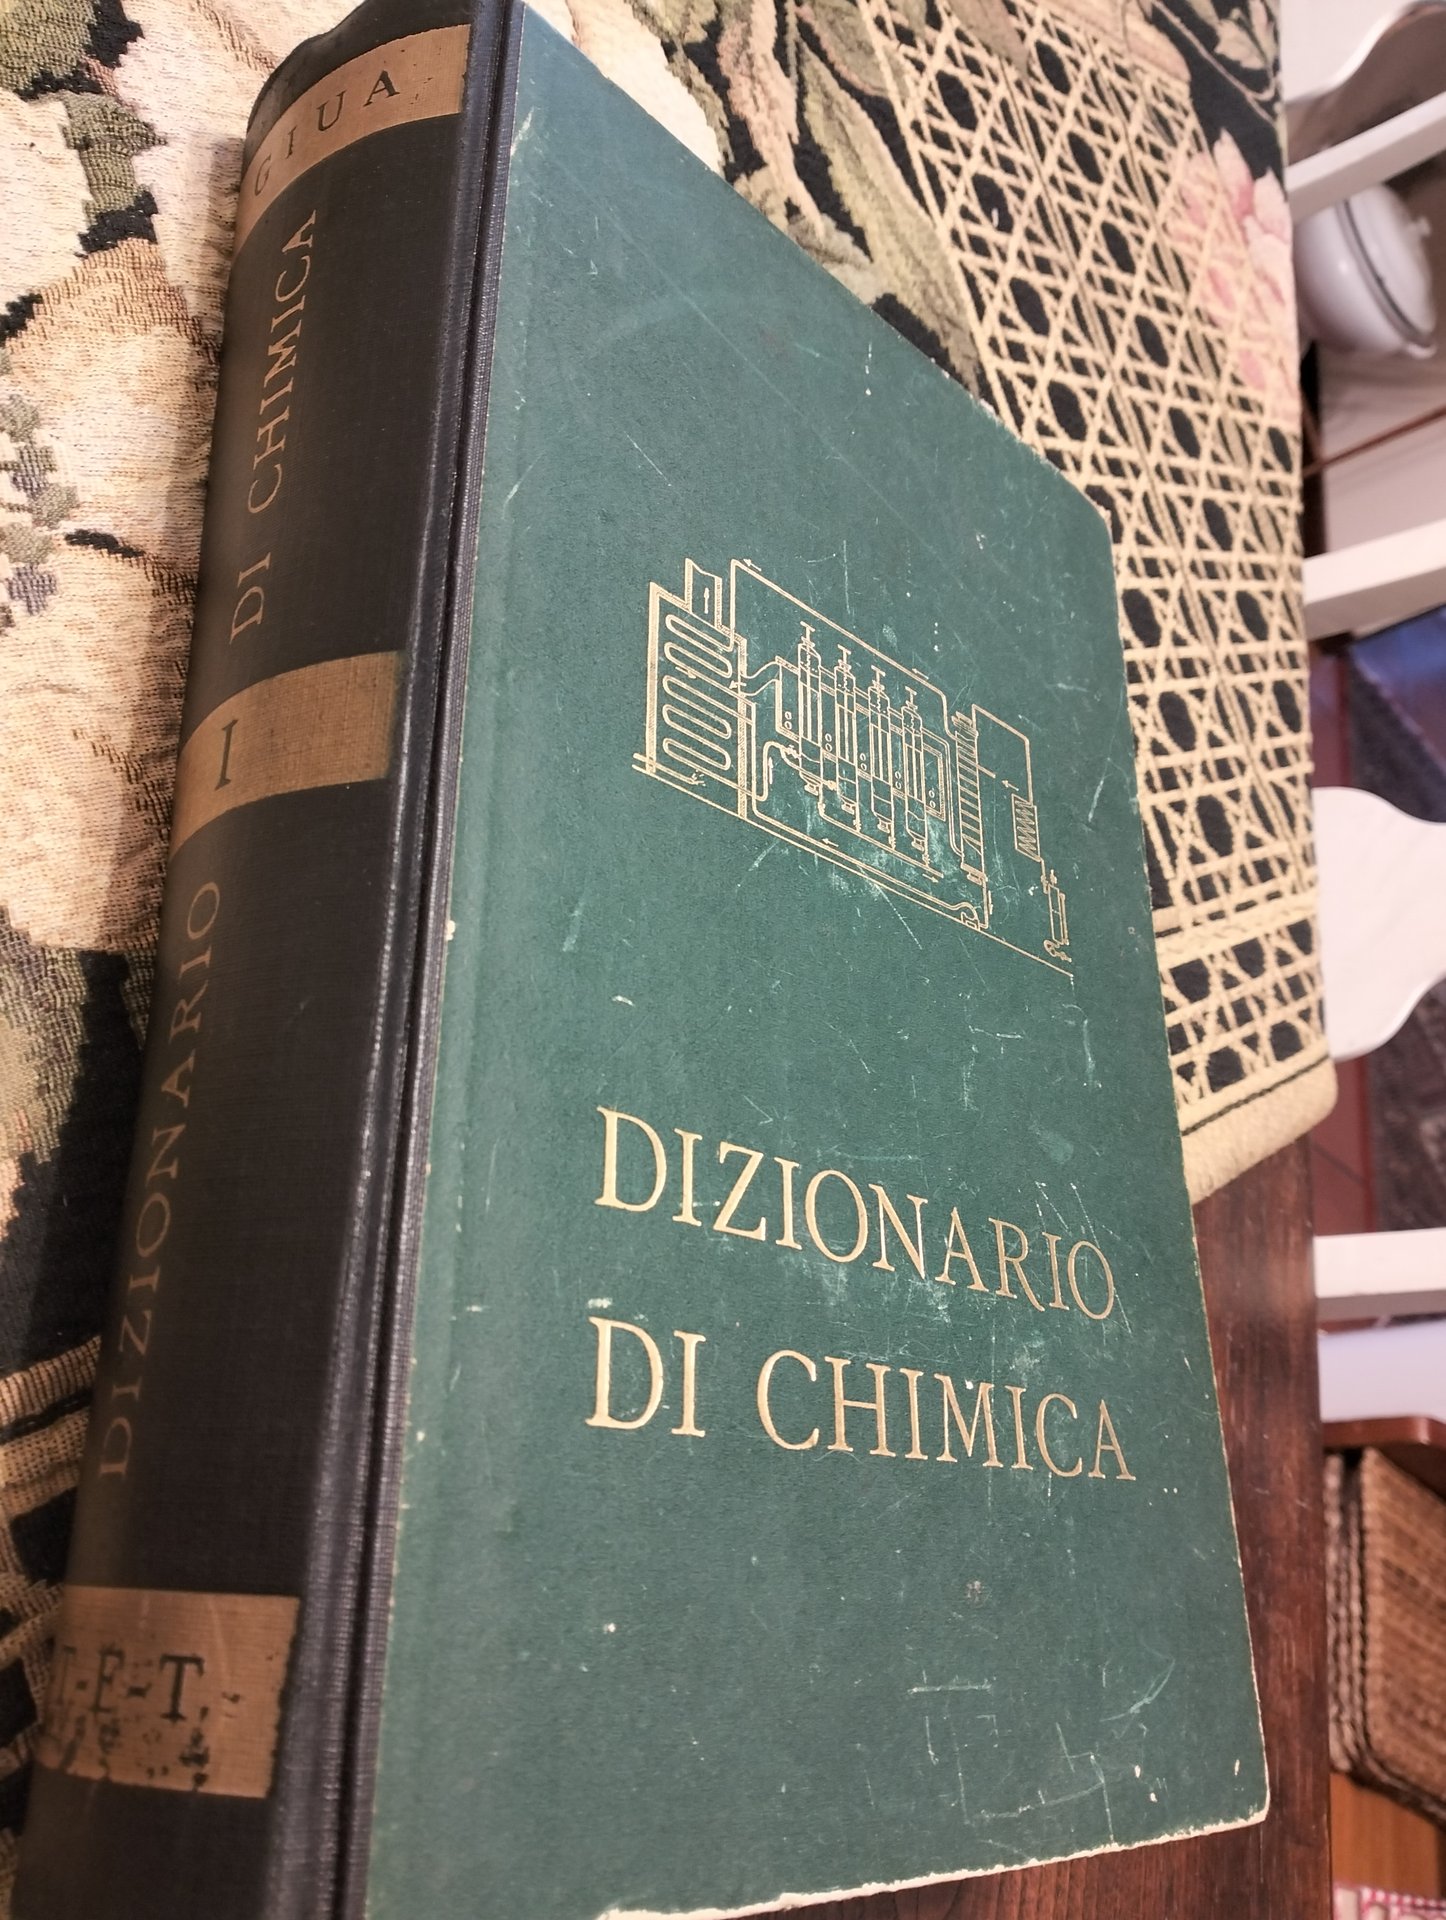 GIUA
DIZIONARIO DI CHIMICA
I
U-T-E-T
DIZIONARIO
DI CHIMICA